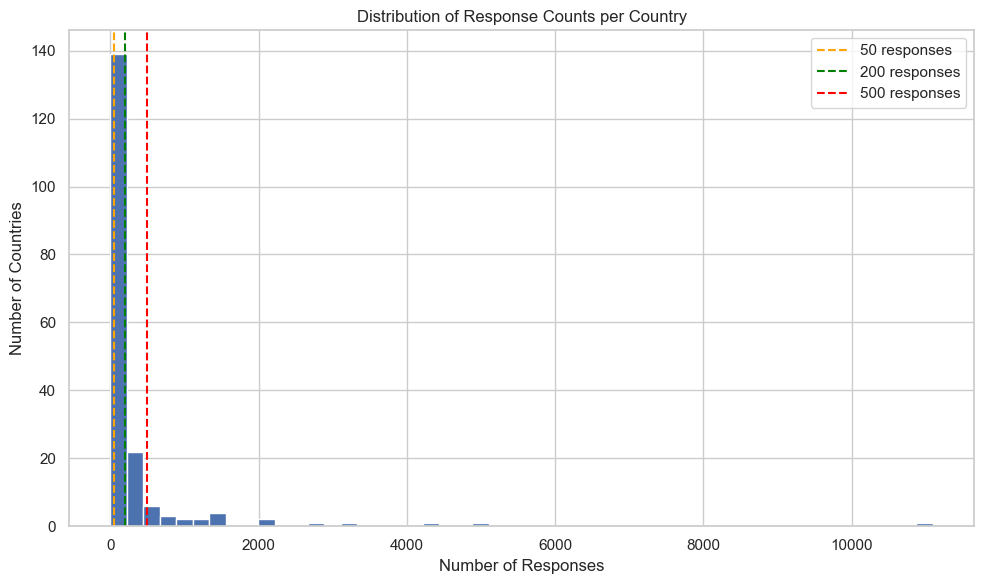 Distribution of Response Counts per Country
50 responses
200 responses
500 responses
Number of Countries
140
120
100
80
60
40
20
0
0 2000 4000 6000 8000 10000
Number of Responses